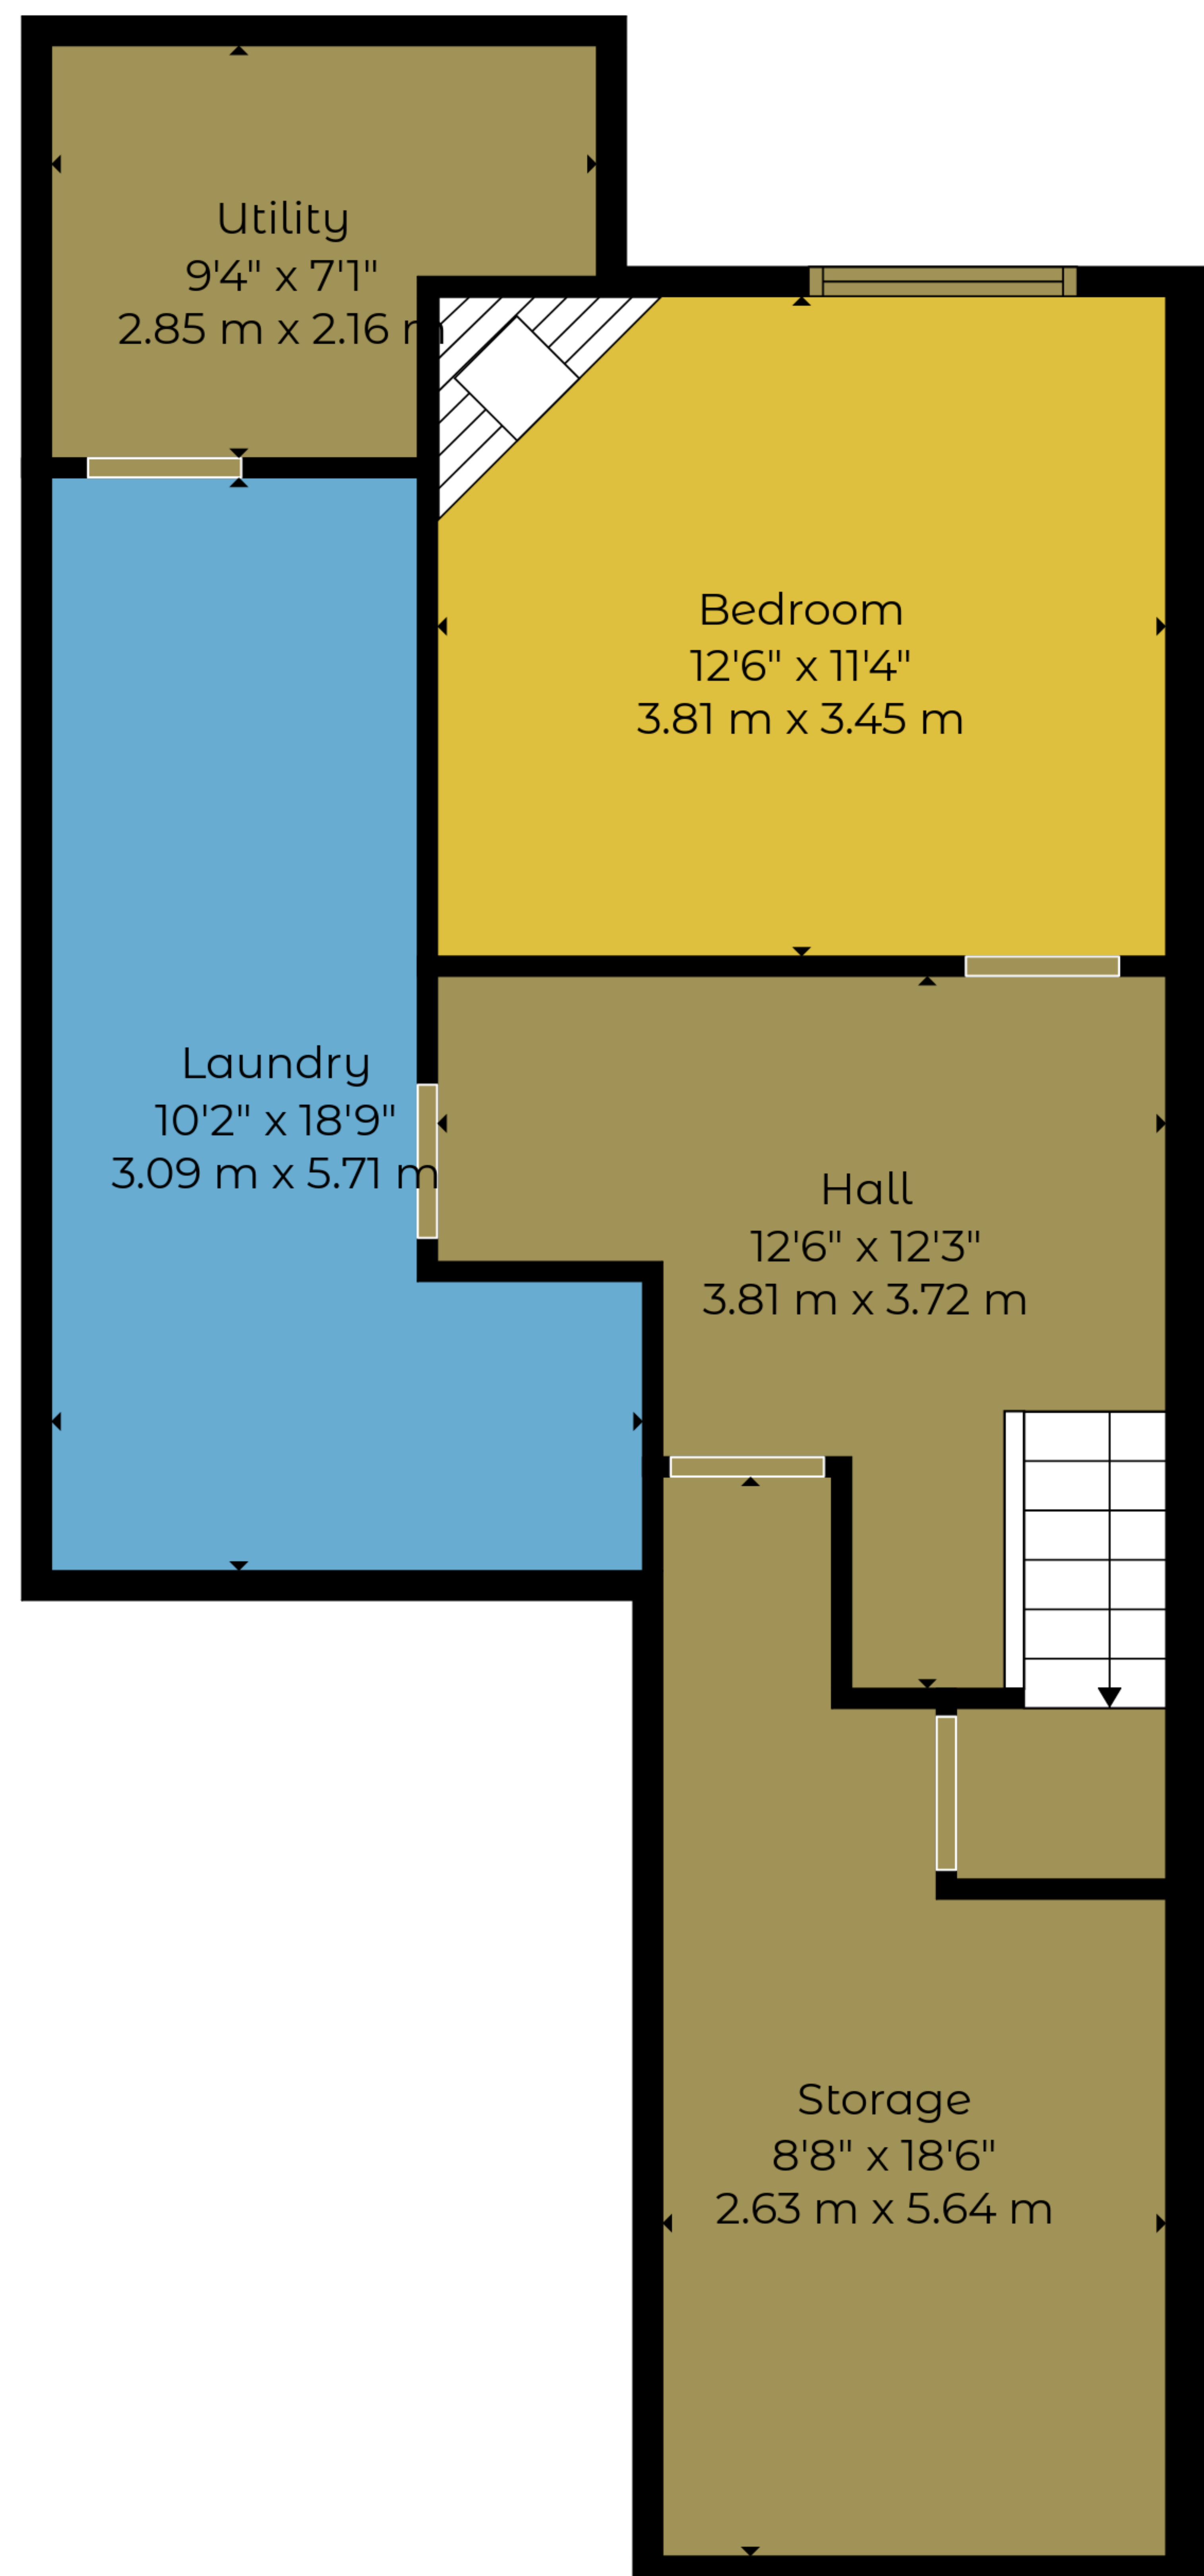 Utility
9'4" x 7'1"
2.85 m x 2.16 m
Bedroom
12'6" x 11'4"
3.81 m x 3.45 m
Laundry
10'2" x 18'9"
3.09 m x 5.71 m
Hall
12'6" x 12'3"
3.81 m x 3.72 m
Storage
8'8" x 18'6"
2.63 m x 5.64 m